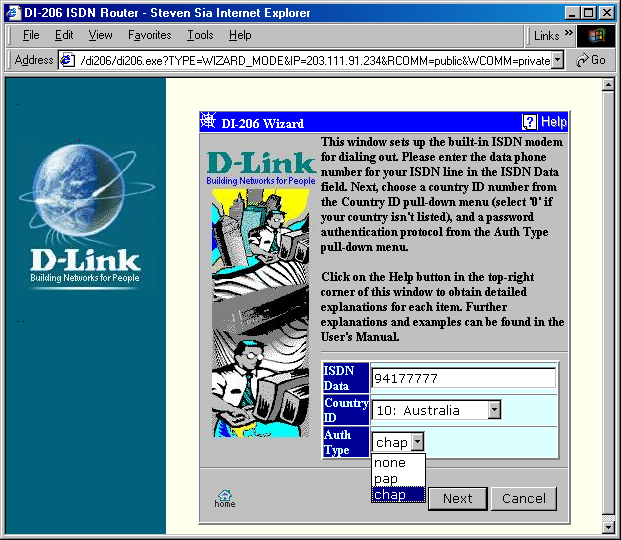 DI-206 ISDN Router - Steven Sia Internet Explorer
File Edit View Favorites Tools Help Links »
Address /di206/di206.exe?TYPE=WIZARD_MODE&IP=203.111.91.234&RCOMM=public&WCOMM=private Go
D-Link
Building Networks for People
DI-206 Wizard ? Help
D-Link
Building Networks for People
This window sets up the built-in ISDN modem
for dialing out. Please enter the data phone
number for your ISDN line in the ISDN Data
field. Next, choose a country ID number from
the Country ID pull-down menu (select '0' if
your country isn't listed), and a password
authentication protocol from the Auth Type
pull-down menu.
Click on the Help button in the top-right
corner of this window to obtain detailed
explanations for each item. Further
explanations and examples can be found in the
User's Manual.
ISDN
Data
94177777
Country
ID
10: Australia
Auth
Type
chap
none
pap
chap
home
Next Cancel